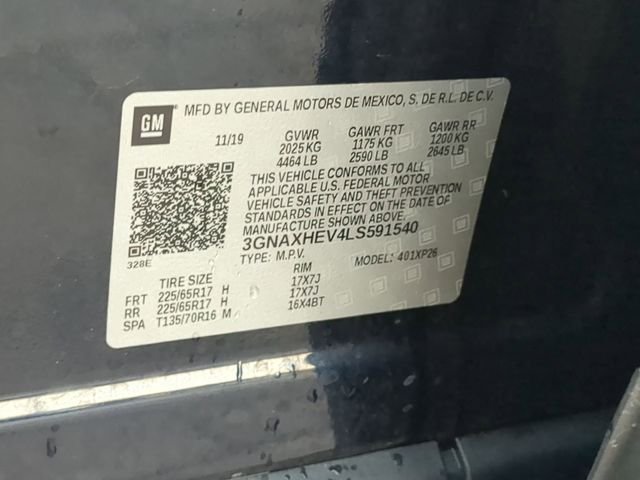 GM
MFD BY GENERAL MOTORS DE MEXICO, S. DE R.L. DE C.V.
11/19 GVWR GAWR FRT GAWR RR
2025 KG 1175 KG 1200 KG
4464 LB 2590 LB 2645 LB
THIS VEHICLE CONFORMS TO ALL
APPLICABLE U.S. FEDERAL MOTOR
VEHICLE SAFETY AND THEFT PREVENTION
STANDARDS IN EFFECT ON THE DATE OF
MANUFACTURE SHOWN ABOVE.
3GNAXHEV4LS591540
328E TYPE: M.P.V. MODEL: 401XP26
TIRE SIZE RIM
FRT 225/65R17 H 17X7J
RR 225/65R17 H 17X7J
SPA T135/70R16 M 16X4BT